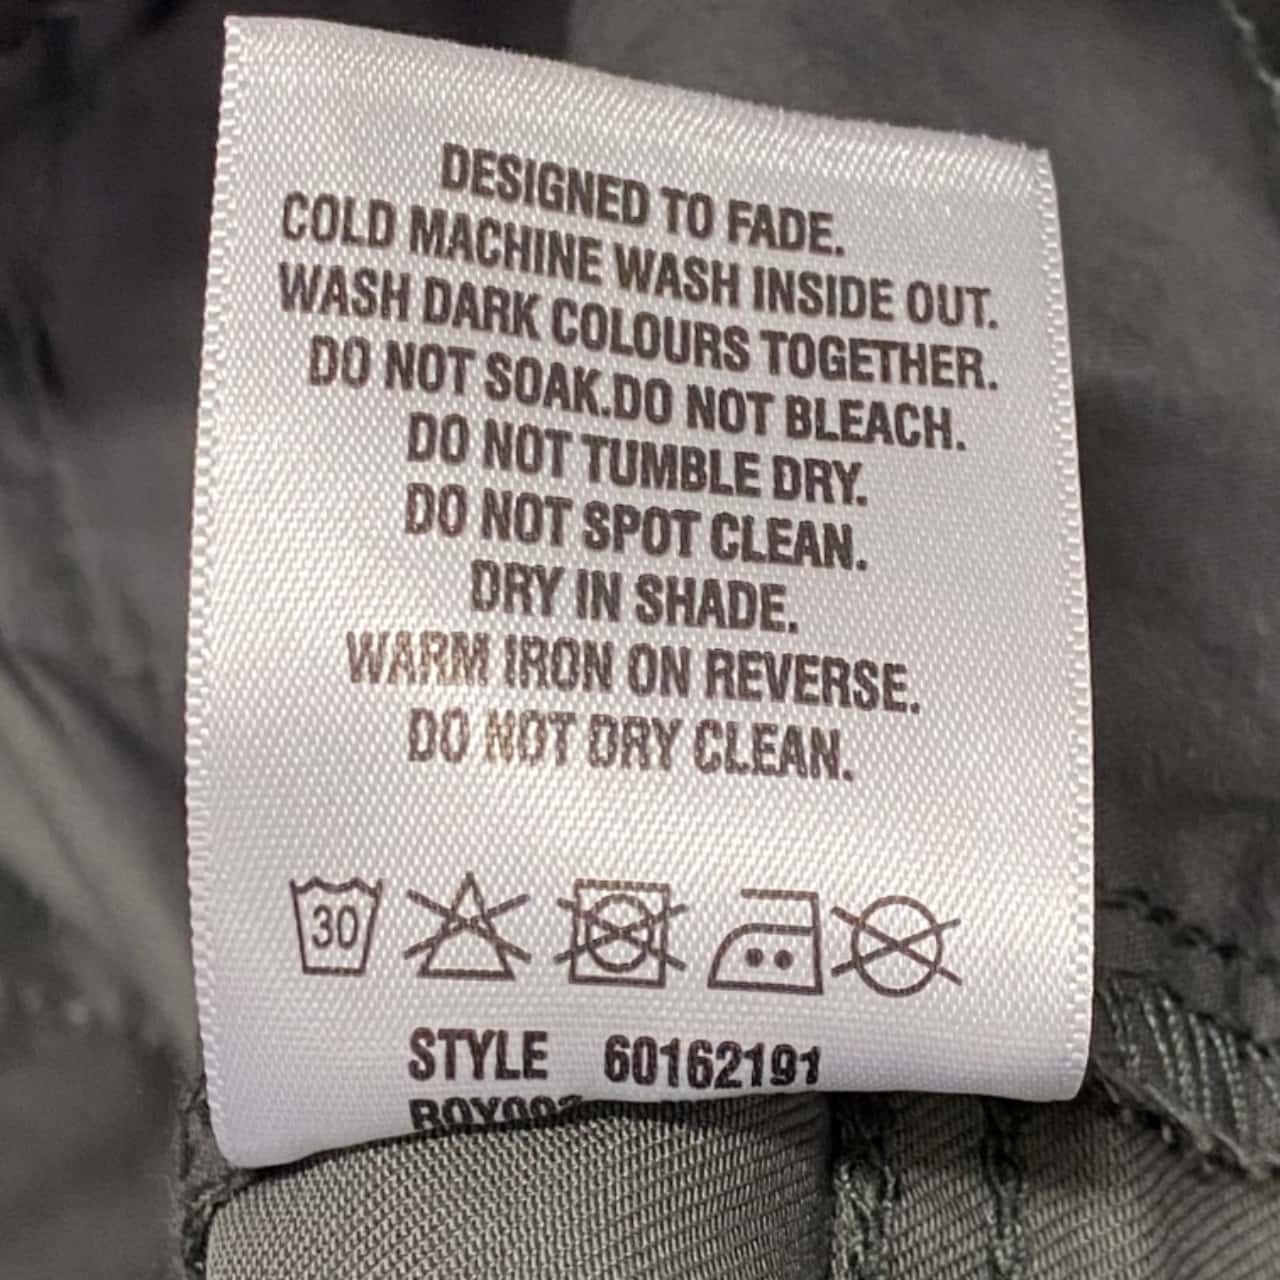 DESIGNED TO FADE.
COLD MACHINE WASH INSIDE OUT.
WASH DARK COLOURS TOGETHER.
DO NOT SOAK.DO NOT BLEACH.
DO NOT TUMBLE DRY.
DO NOT SPOT CLEAN.
DRY IN SHADE.
WARM IRON ON REVERSE.
DO NOT DRY CLEAN.
30
STYLE 60162191